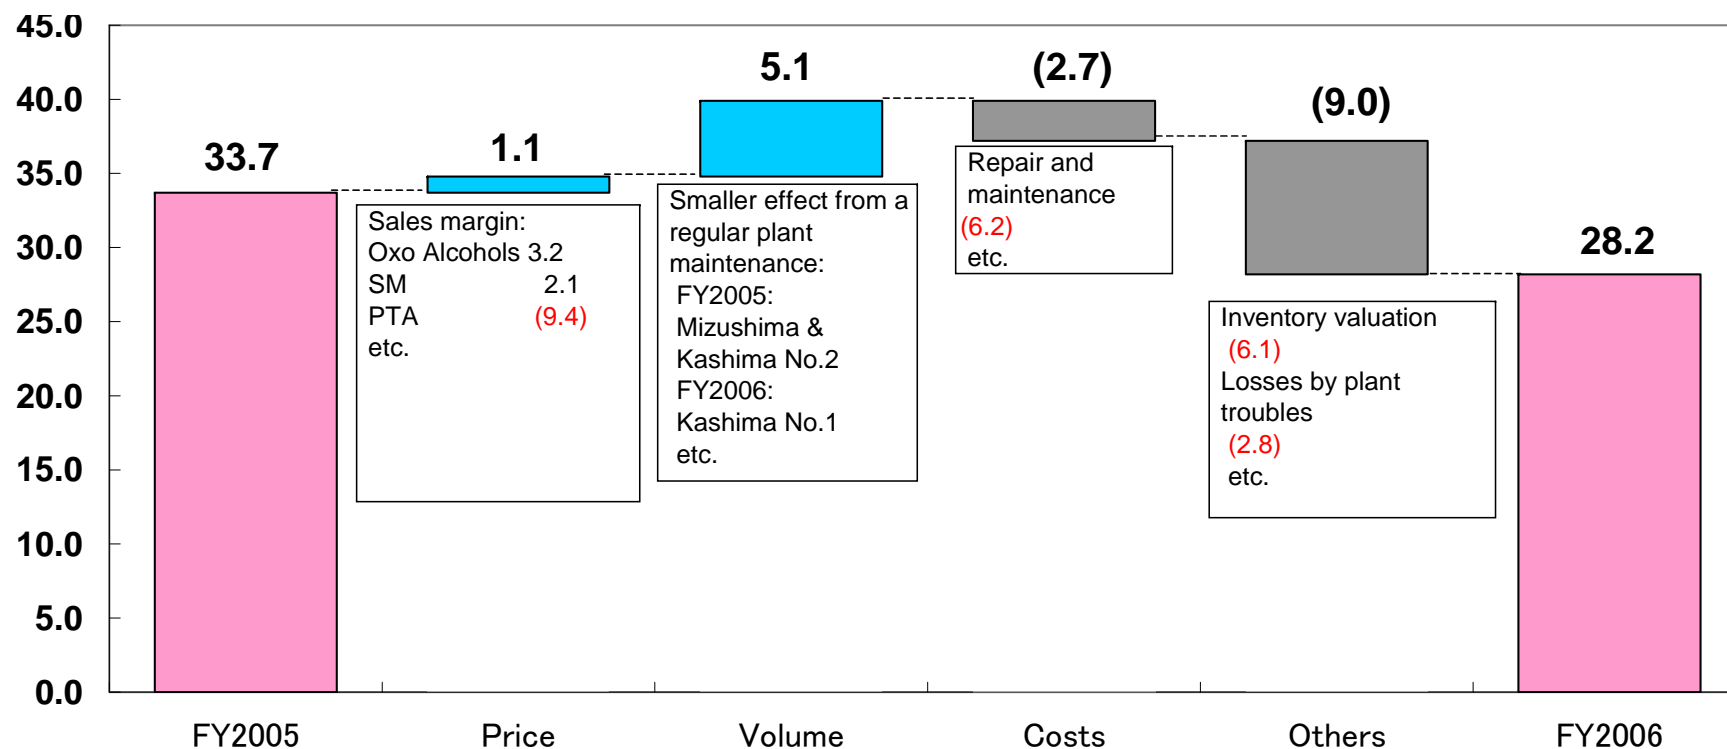 45.0
40.0
35.0
30.0
25.0
20.0
15.0
10.0
5.0
0.0
33.7
1.1
5.1
(2.7)
(9.0)
28.2
Sales margin:
Oxo Alcohols 3.2
SM 2.1
PTA (9.4)
etc.
Smaller effect from a
regular plant
maintenance:
FY2005:
Mizushima &
Kashima No.2
FY2006:
Kashima No.1
etc.
Repair and
maintenance
(6.2)
etc.
Inventory valuation
(6.1)
Losses by plant
troubles
(2.8)
etc.
FY2005 Price Volume Costs Others FY2006